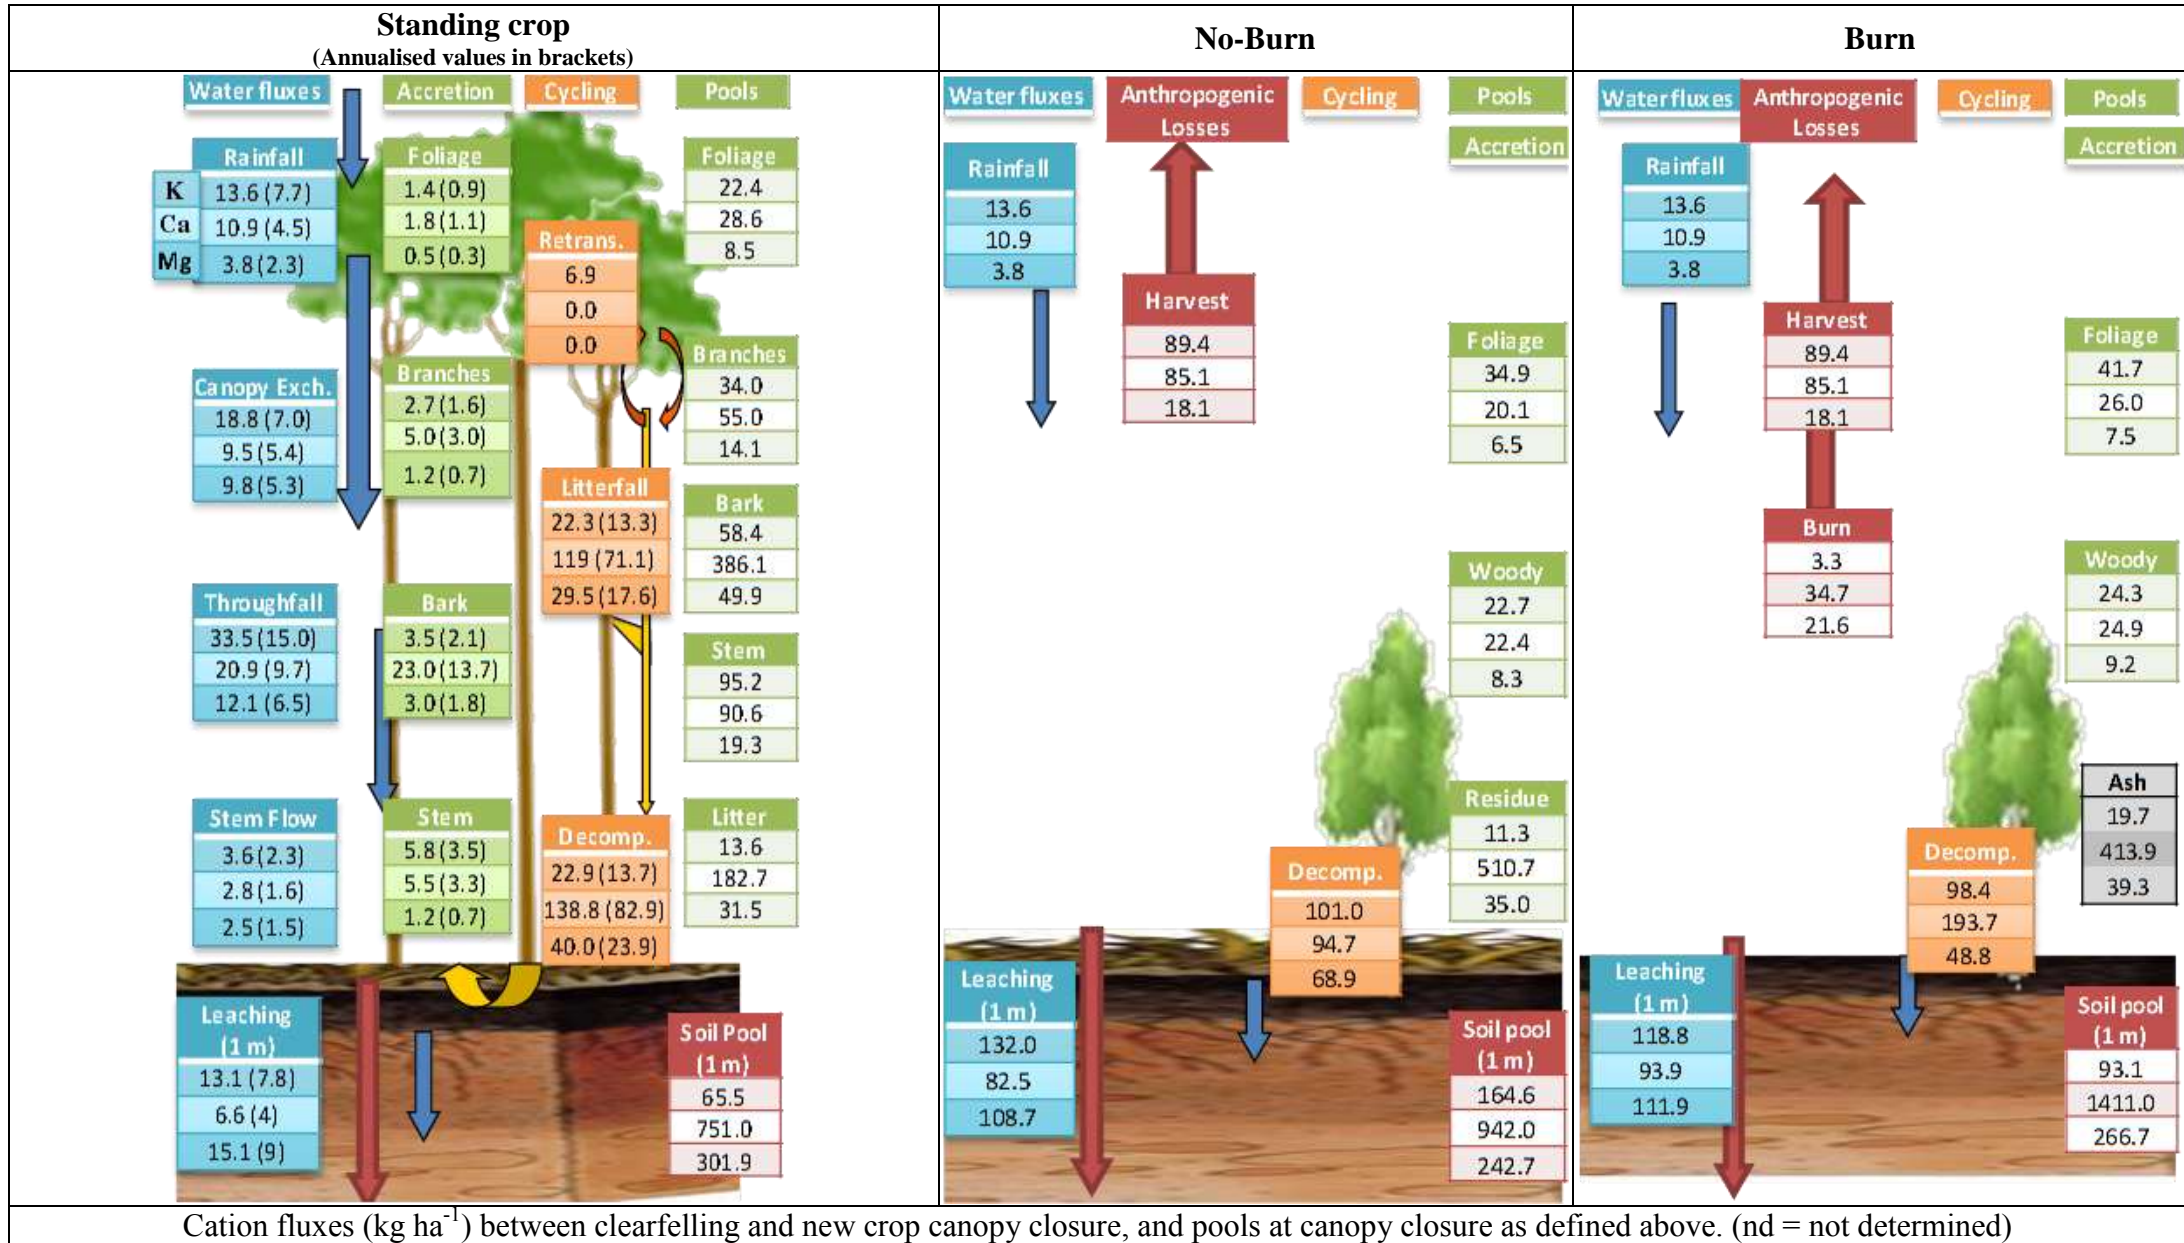 Standing crop
(Annualised values in brackets)
Water fluxes
Accretion
Cycling
Pools
K
Ca
Mg
Rainfall
13.6 (7.7)
10.9 (4.5)
3.8 (2.3)
Foliage
1.4 (0.9)
1.8 (1.1)
0.5 (0.3)
Retrans.
6.9
0.0
0.0
Foliage
22.4
28.6
8.5
Canopy Exch.
18.8 (7.0)
9.5 (5.4)
9.8 (5.3)
Branches
2.7 (1.6)
5.0 (3.0)
1.2 (0.7)
Litterfall
22.3 (13.3)
119 (71.1)
29.5 (17.6)
Branches
34.0
55.0
14.1
Bark
58.4
386.1
49.9
Throughfall
33.5 (15.0)
20.9 (9.7)
12.1 (6.5)
Bark
3.5 (2.1)
23.0 (13.7)
3.0 (1.8)
Stem
95.2
90.6
19.3
Stem Flow
3.6 (2.3)
2.8 (1.6)
2.5 (1.5)
Stem
5.8 (3.5)
5.5 (3.3)
1.2 (0.7)
Decomp.
22.9 (13.7)
138.8 (82.9)
40.0 (23.9)
Litter
13.6
182.7
31.5
Leaching
(1 m)
13.1 (7.8)
6.6 (4)
15.1 (9)
Soil Pool
(1 m)
65.5
751.0
301.9
No-Burn
Water fluxes
Anthropogenic
Losses
Cycling
Pools
Accretion
Rainfall
13.6
10.9
3.8
Harvest
89.4
85.1
18.1
Foliage
34.9
20.1
6.5
Woody
22.7
22.4
8.3
Residue
11.3
510.7
35.0
Decomp.
101.0
94.7
68.9
Leaching
(1 m)
132.0
82.5
108.7
Soil pool
(1 m)
164.6
942.0
242.7
Burn
Water fluxes
Anthropogenic
Losses
Cycling
Pools
Accretion
Rainfall
13.6
10.9
3.8
Harvest
89.4
85.1
18.1
Burn
3.3
34.7
21.6
Foliage
41.7
26.0
7.5
Woody
24.3
24.9
9.2
Ash
19.7
413.9
39.3
Decomp.
98.4
193.7
48.8
Leaching
(1 m)
118.8
93.9
111.9
Soil pool
(1 m)
93.1
1411.0
266.7
Cation fluxes (kg ha⁻¹) between clearfelling and new crop canopy closure, and pools at canopy closure as defined above. (nd = not determined)